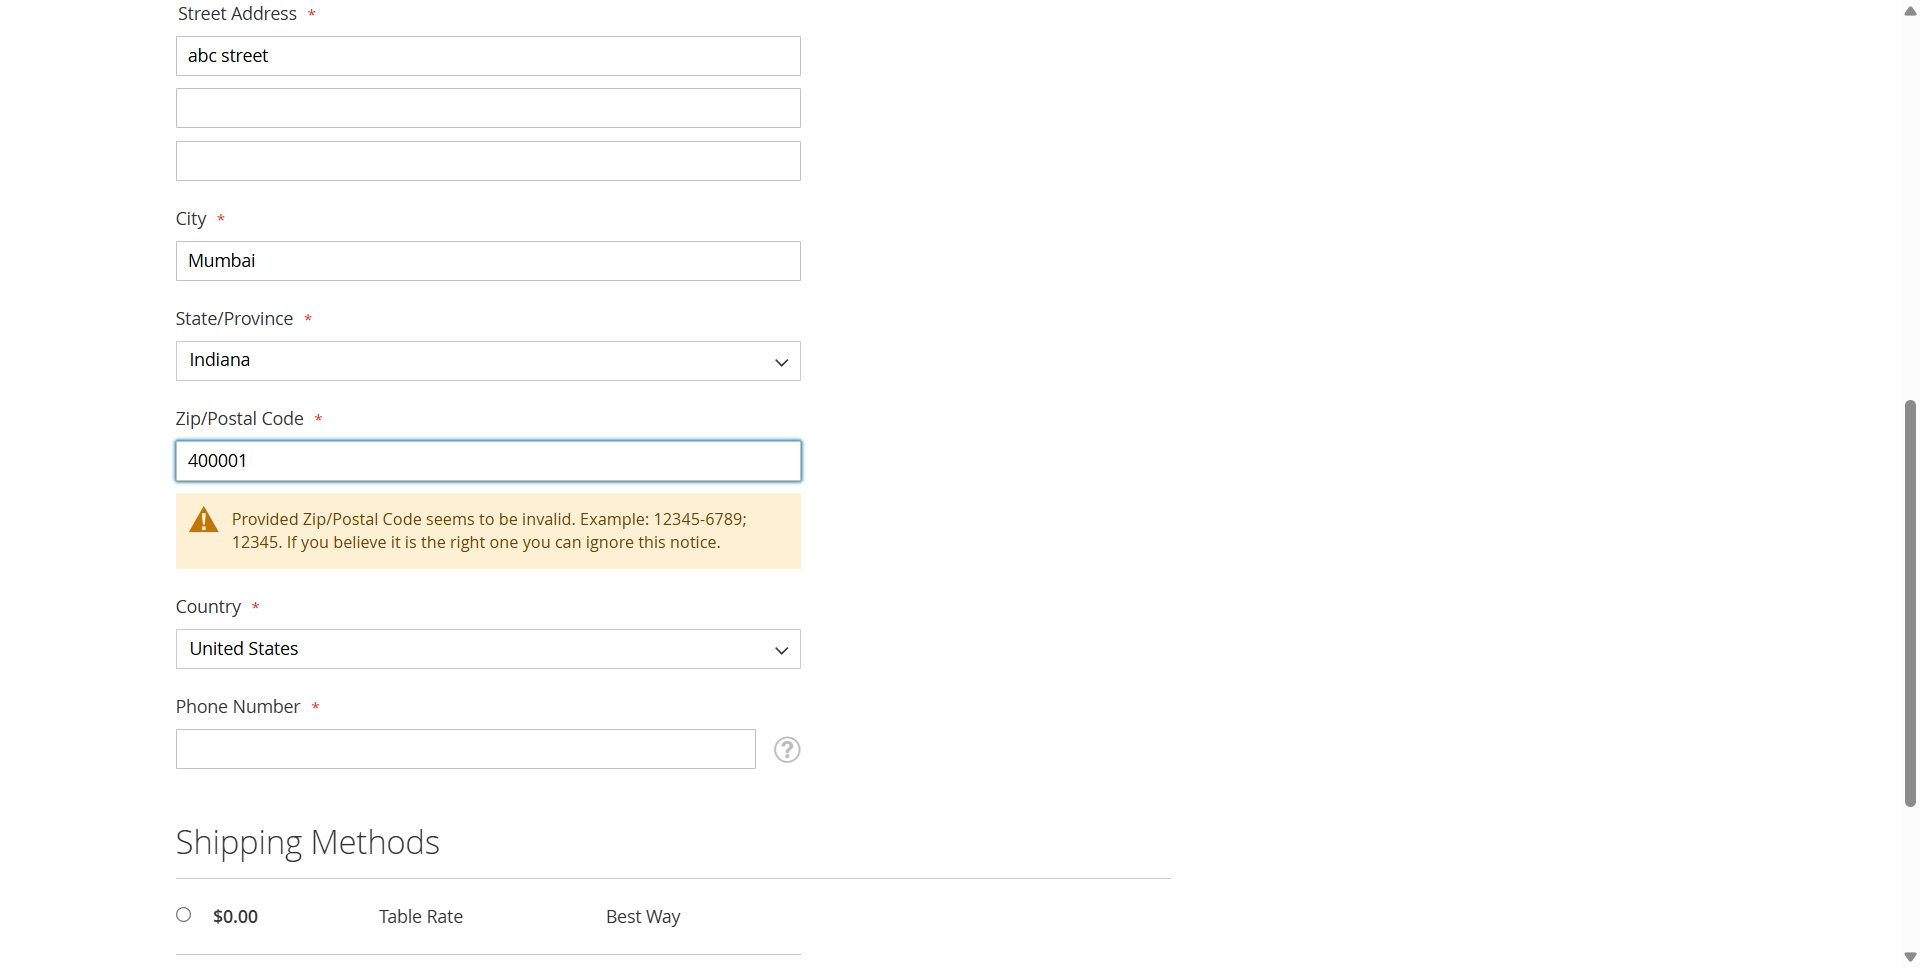 Street Address *
abc street
City *
Mumbai
State/Province *
Indiana
Zip/Postal Code *
400001
Provided Zip/Postal Code seems to be invalid. Example: 12345-6789;
12345. If you believe it is the right one you can ignore this notice.
Country *
United States
Phone Number *
?
Shipping Methods
$0.00 Table Rate Best Way